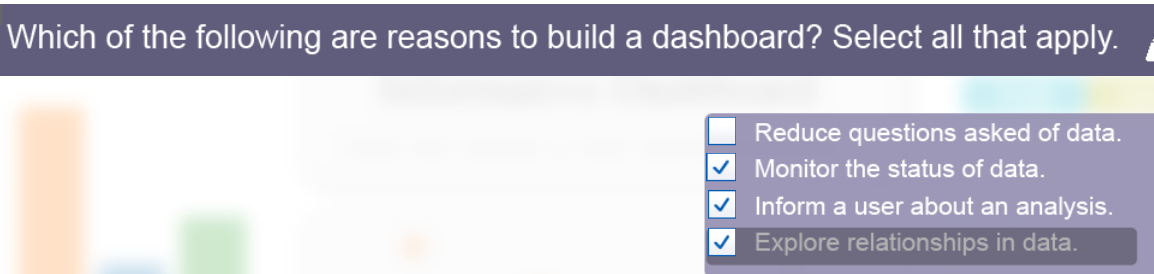 Which of the following are reasons to build a dashboard? Select all that apply.
Reduce questions asked of data.
Monitor the status of data.
Inform a user about an analysis.
Explore relationships in data.